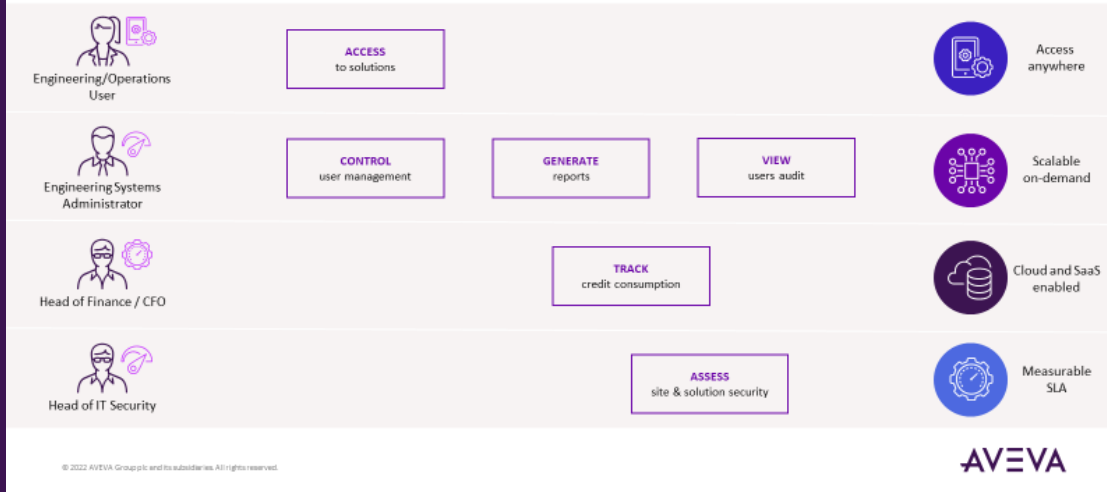 Engineering/Operations
User
ACCESS
to solutions
Access
anywhere
Engineering Systems
Administrator
CONTROL
user management
GENERATE
reports
VIEW
users audit
Scalable
on-demand
Head of Finance / CFO
TRACK
credit consumption
Cloud and SaaS
enabled
Head of IT Security
ASSESS
site & solution security
Measurable
SLA
© 2022 AVEVA Group plc and its subsidiaries. All rights reserved.
AVEVA